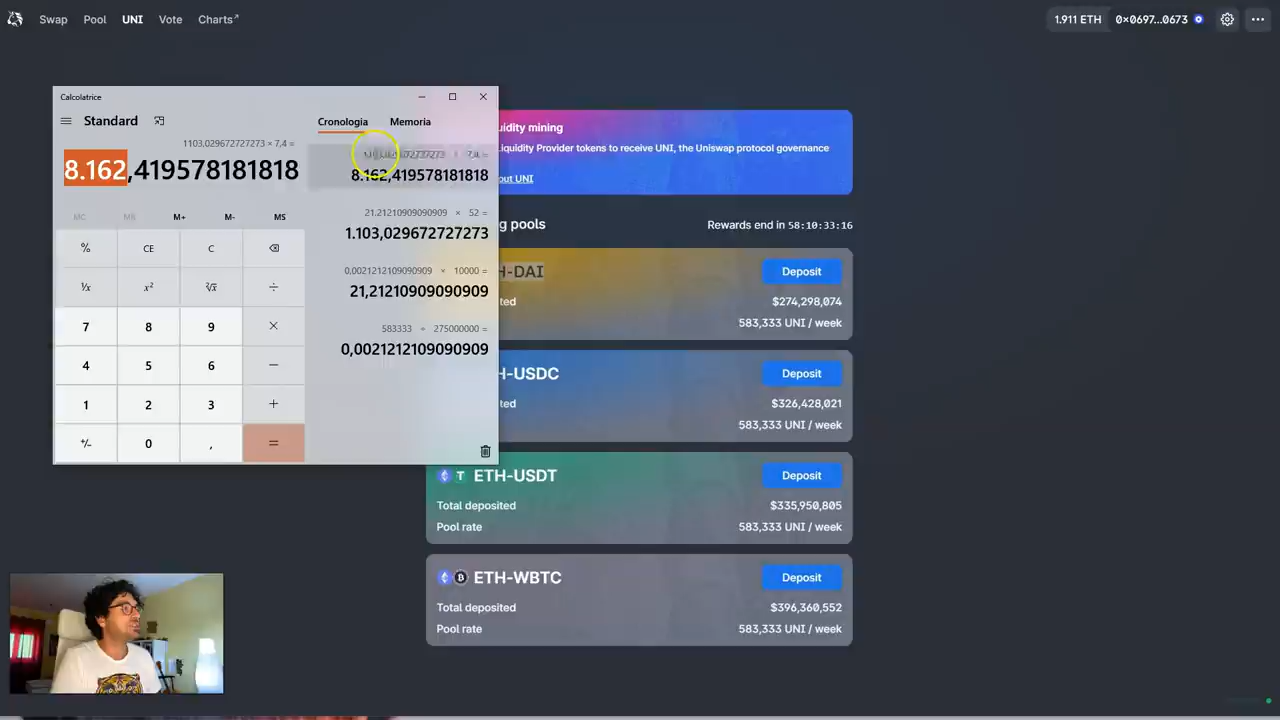 Swap Pool UNI Vote Charts↗
1.911 ETH 0×0697...0673
Calcolatrice
Standard
Cronologia Memoria
1103,029672727273 × 7,4 =
8.162,419578181818
MC MR M+ M- MS
% CE C
¹/x x² ²√x ÷
7 8 9 ×
4 5 6 −
1 2 3 +
+/- 0 , =
8.162,419578181818
21.21210909090909 × 52 =
1.103,029672727273
0,0021212109090909 × 10000 =
21,21210909090909
583333 ÷ 275000000 =
0,0021212109090909
uidity mining
Liquidity Provider tokens to receive UNI, the Uniswap protocol governance
out UNI
g pools
Rewards end in 58:10:33:16
H-DAI Deposit
ted $274,298,074
583,333 UNI / week
H-USDC Deposit
ted $326,428,021
583,333 UNI / week
ETH-USDT Deposit
Total deposited $335,950,805
Pool rate 583,333 UNI / week
ETH-WBTC Deposit
Total deposited $396,360,552
Pool rate 583,333 UNI / week